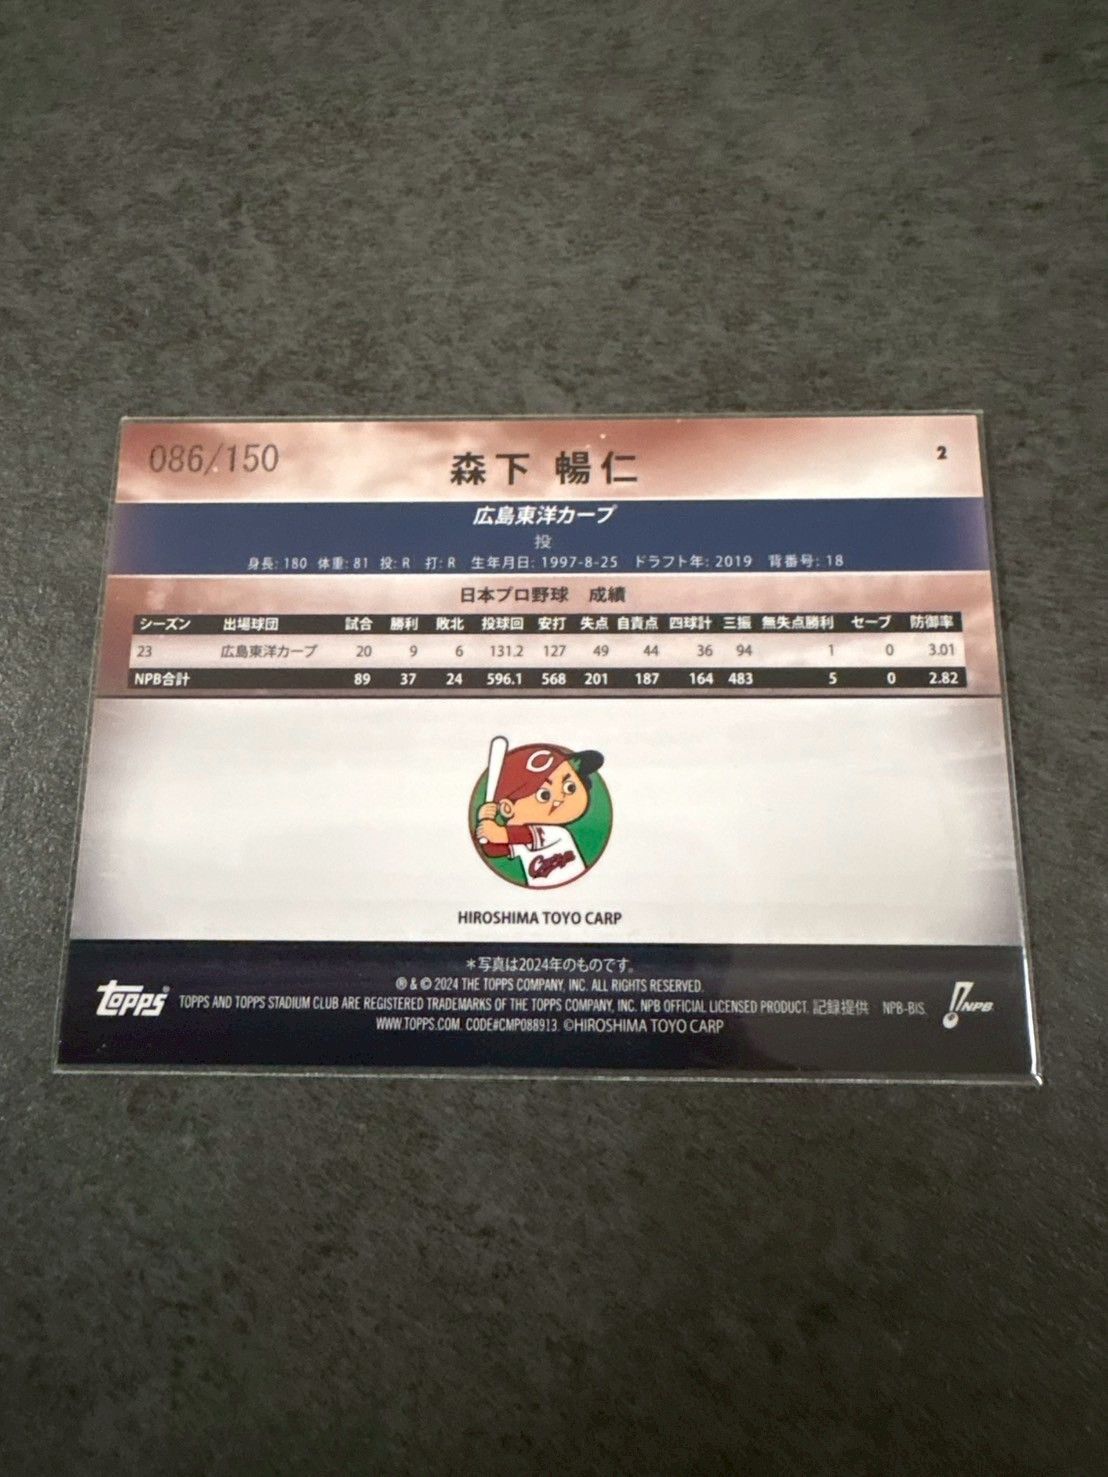 086/150
森下 暢仁
2
広島東洋カープ
投
身長: 180 体重: 81 投: R 打: R 生年月日: 1997-8-25 ドラフト年: 2019 背番号: 18
日本プロ野球 成績
シーズン 出場球団 試合 勝利 敗北 投球回 安打 失点 自責点 四球計 三振 無失点勝利 セーブ 防御率
23 広島東洋カープ 20 9 6 131.2 127 49 44 36 94 1 0 3.01
NPB合計 89 37 24 596.1 568 201 187 164 483 5 0 2.82
C
Carp
HIROSHIMA TOYO CARP
*写真は2024年のものです。
® & © 2024 THE TOPPS COMPANY, INC. ALL RIGHTS RESERVED.
topps®
TOPPS AND TOPPS STADIUM CLUB ARE REGISTERED TRADEMARKS OF THE TOPPS COMPANY, INC. NPB OFFICIAL LICENSED PRODUCT. 記録提供 NPB-BIS.
NPB
WWW.TOPPS.COM. CODE#CMP088913. ©HIROSHIMA TOYO CARP